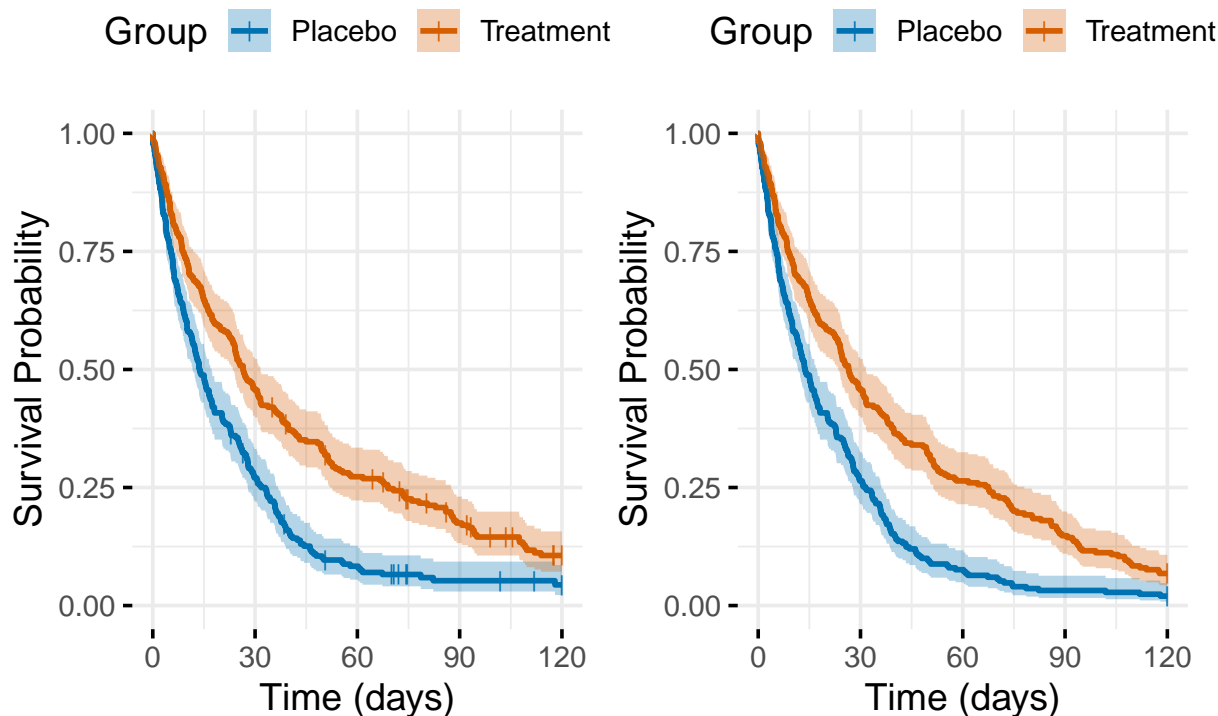 Group Placebo Treatment
1.00
0.75
0.50
0.25
0.00
Survival Probability
0 30 60 90 120
Time (days)
Group Placebo Treatment
1.00
0.75
0.50
0.25
0.00
Survival Probability
0 30 60 90 120
Time (days)